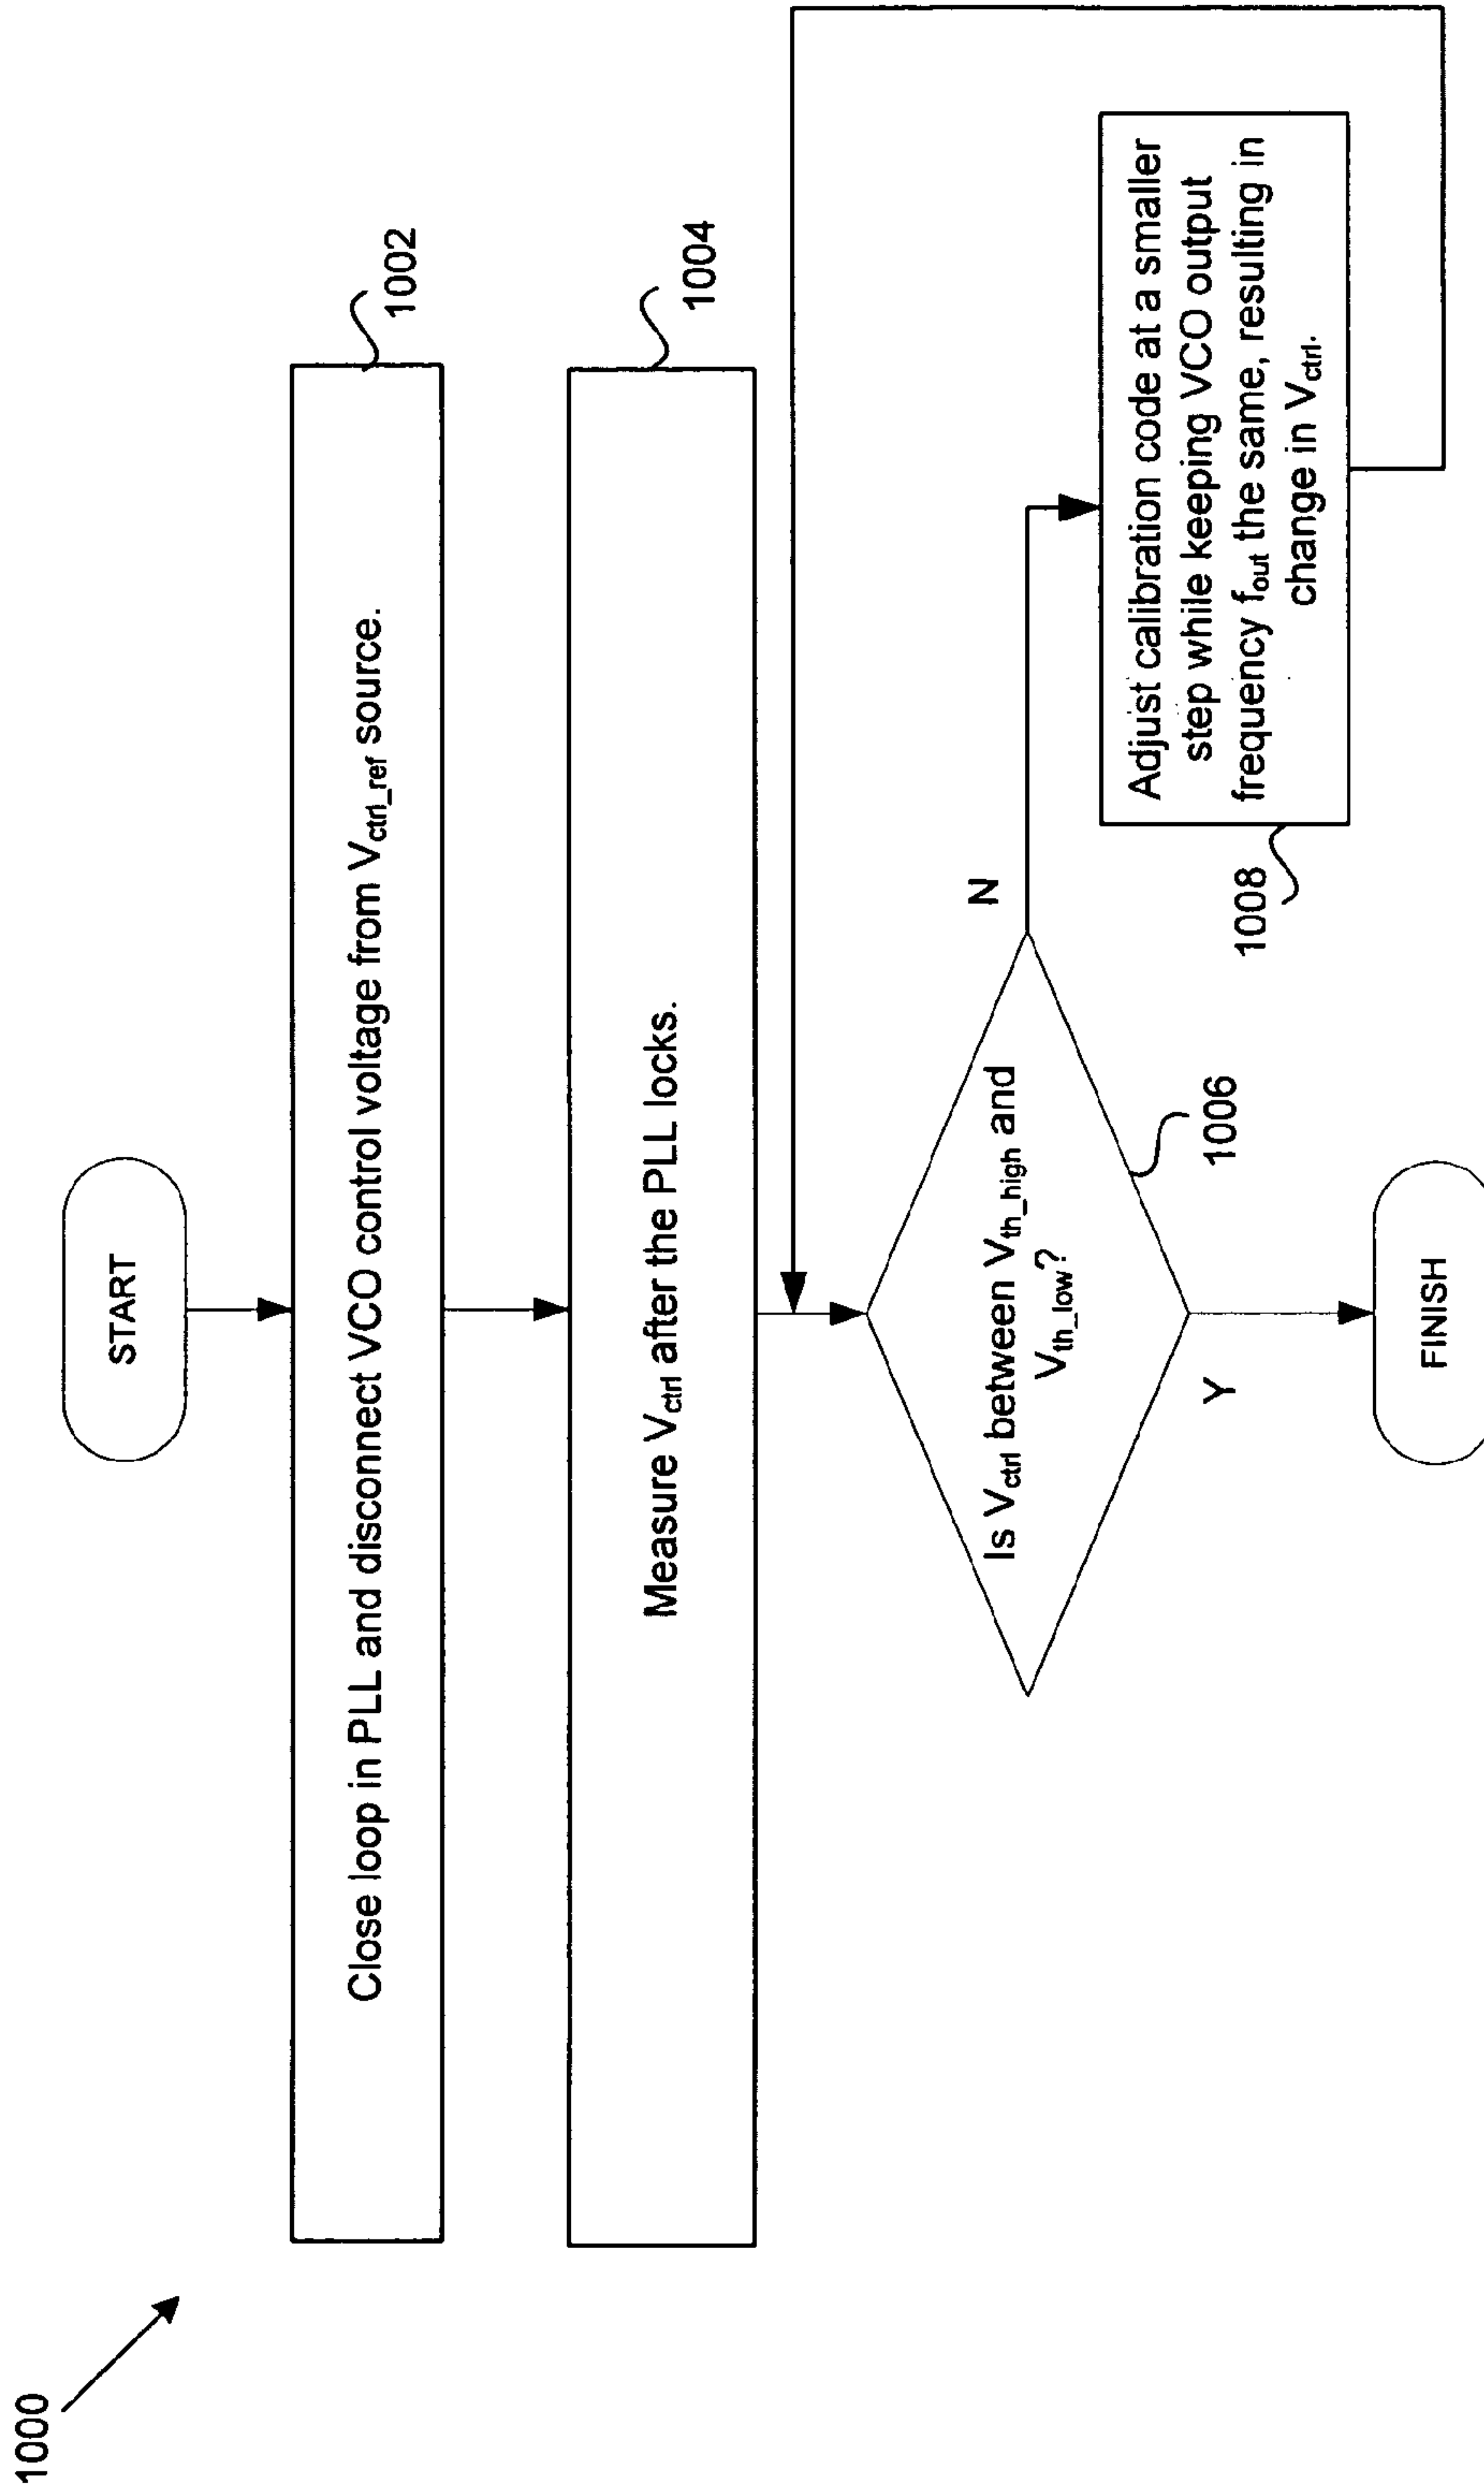 1000
START
Close loop in PLL and disconnect VCO control voltage from Vctrl_ref source.
1002
Measure Vctrl after the PLL locks.
1004
Is Vctrl between Vth_high and
Vth_low?
1006
N
Y
Adjust calibration code at a smaller
step while keeping VCO output
frequency fout the same, resulting in
change in Vctrl.
1008
FINISH